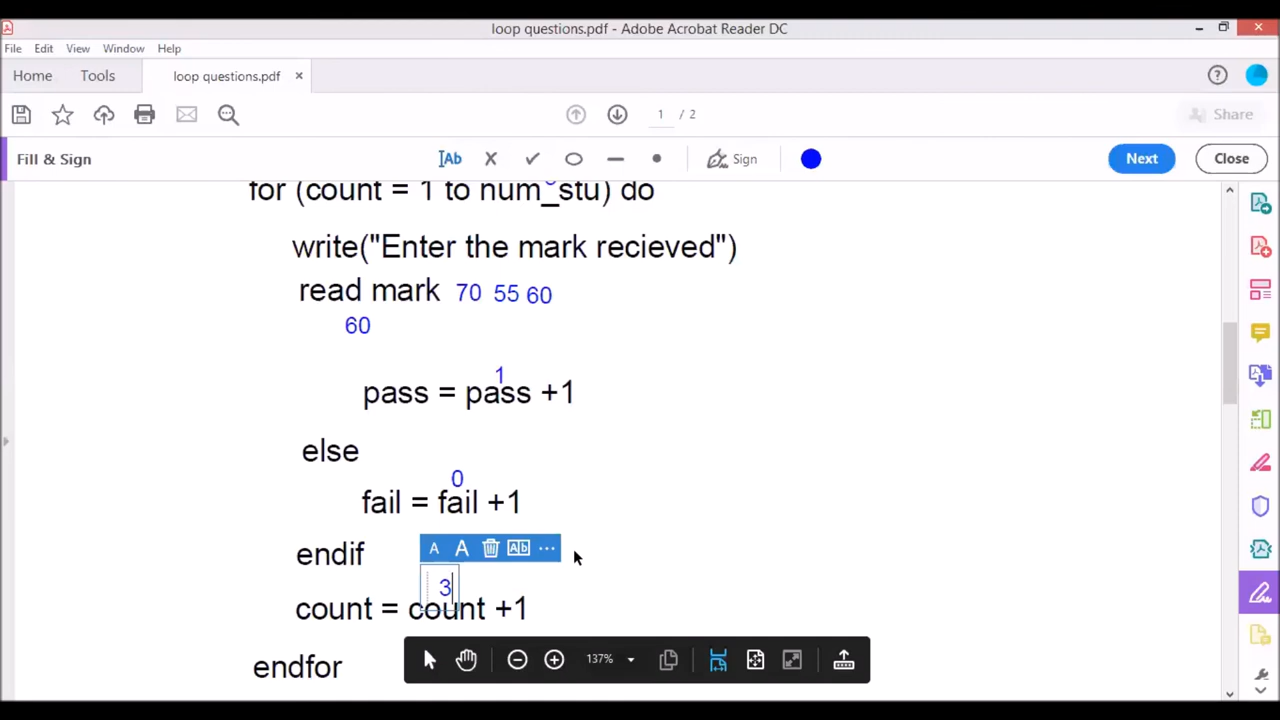 loop questions.pdf - Adobe Acrobat Reader DC
File Edit View Window Help
Home Tools loop questions.pdf ×
1 / 2 Share
Fill & Sign Ab Sign Next Close
for (count = 1 to num_stu) do
write("Enter the mark recieved")
read mark 70 55 60
60
1
pass = pass +1
else
0
fail = fail +1
endif A A Ab ...
3
count = count +1
endfor 137%